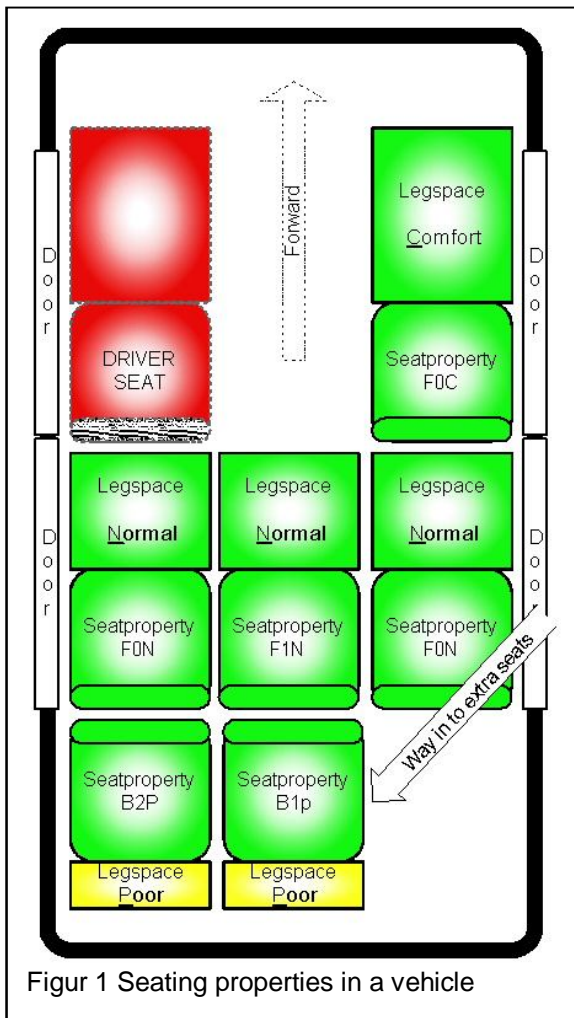 Forward
Legspace
Comfort
Door
Door
DRIVER
SEAT
Seatproperty
F0C
Legspace
Normal
Legspace
Normal
Legspace
Normal
Door
Door
Seatproperty
F0N
Seatproperty
F1N
Seatproperty
F0N
Way in to extra seats
Seatproperty
B2P
Seatproperty
B1p
Legspace
Poor
Legspace
Poor
Figur 1 Seating properties in a vehicle